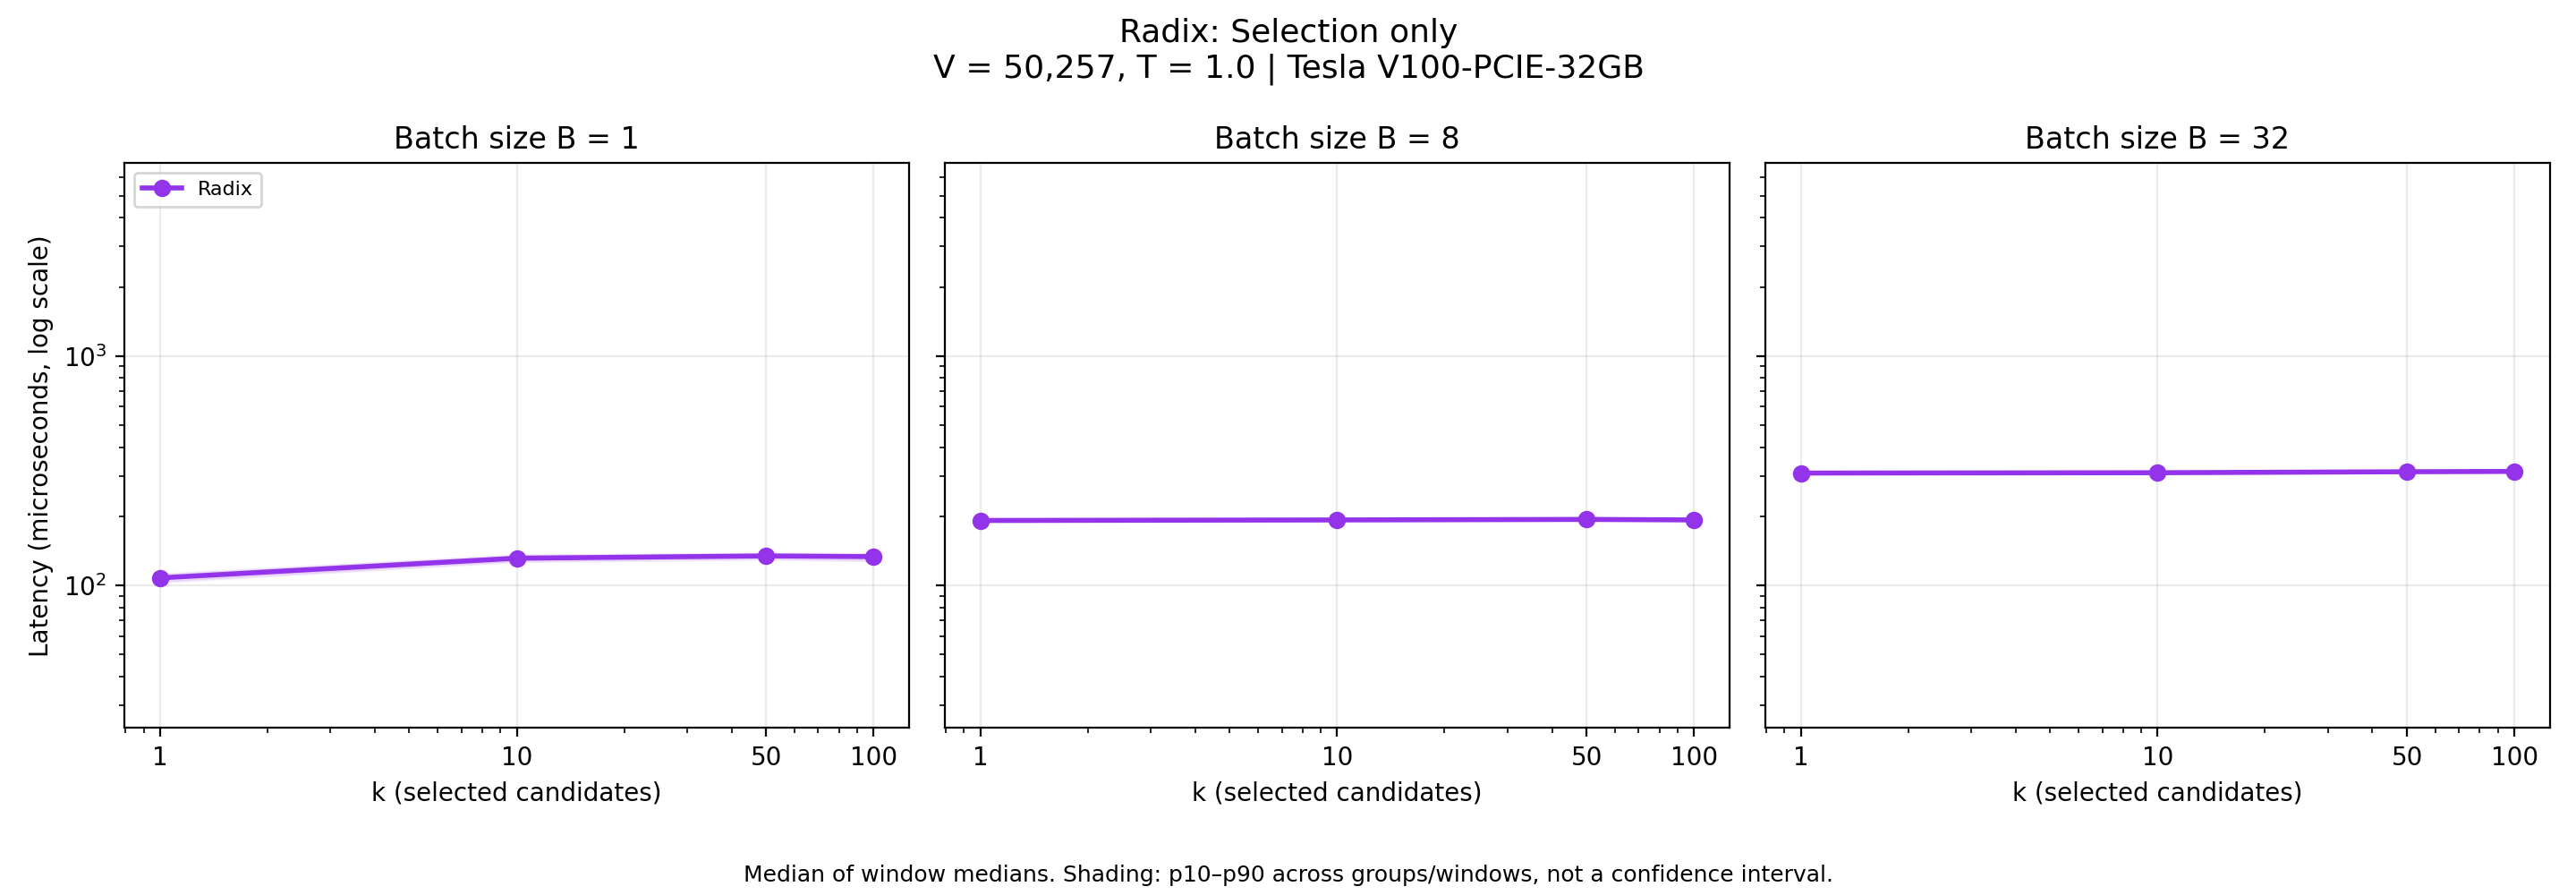 Radix: Selection only
V = 50,257, T = 1.0 | Tesla V100-PCIE-32GB
Batch size B = 1
Batch size B = 8
Batch size B = 32
Radix
Latency (microseconds, log scale)
10³
10²
1 10 50 100
1 10 50 100
1 10 50 100
k (selected candidates)
k (selected candidates)
k (selected candidates)
Median of window medians. Shading: p10–p90 across groups/windows, not a confidence interval.